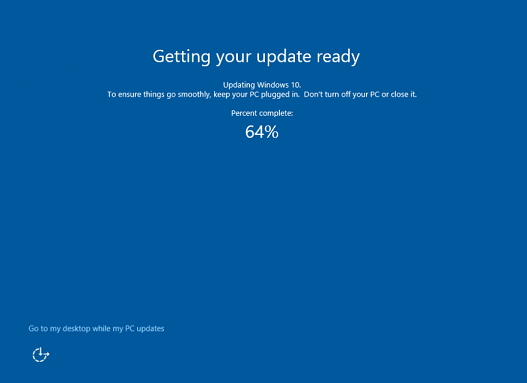 Getting your update ready
Updating Windows 10.
To ensure things go smoothly, keep your PC plugged in. Don't turn off your PC or close it.
Percent complete:
64%
Go to my desktop while my PC updates